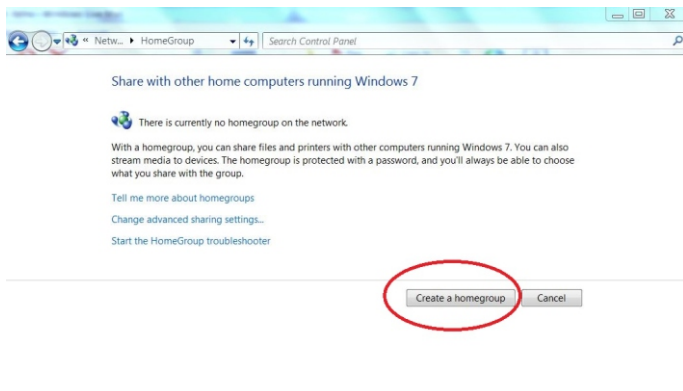 « Netw... ▸ HomeGroup Search Control Panel
Share with other home computers running Windows 7
There is currently no homegroup on the network.
With a homegroup, you can share files and printers with other computers running Windows 7. You can also
stream media to devices. The homegroup is protected with a password, and you'll always be able to choose
what you share with the group.
Tell me more about homegroups
Change advanced sharing settings...
Start the HomeGroup troubleshooter
Create a homegroup Cancel